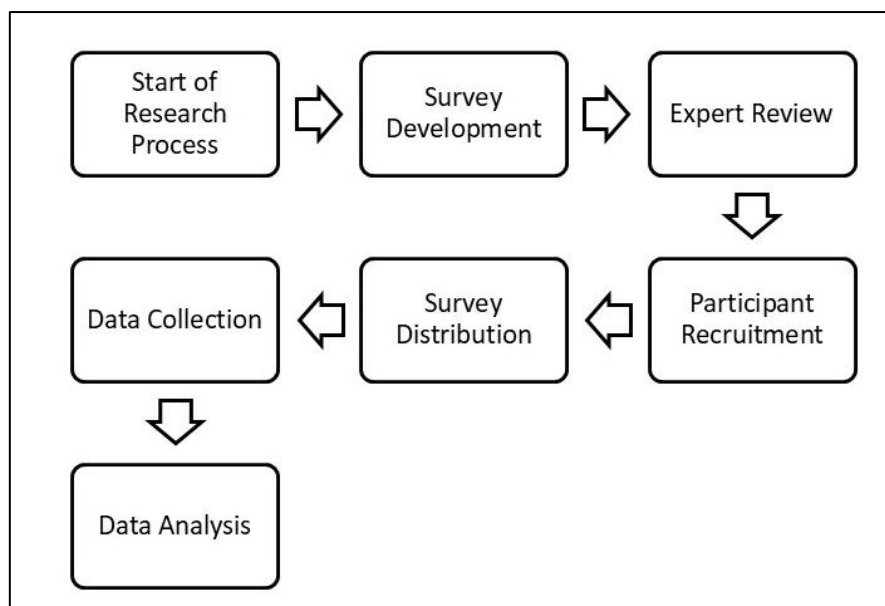 Start of
Research
Process
Survey
Development
Expert Review
Participant
Recruitment
Survey
Distribution
Data Collection
Data Analysis